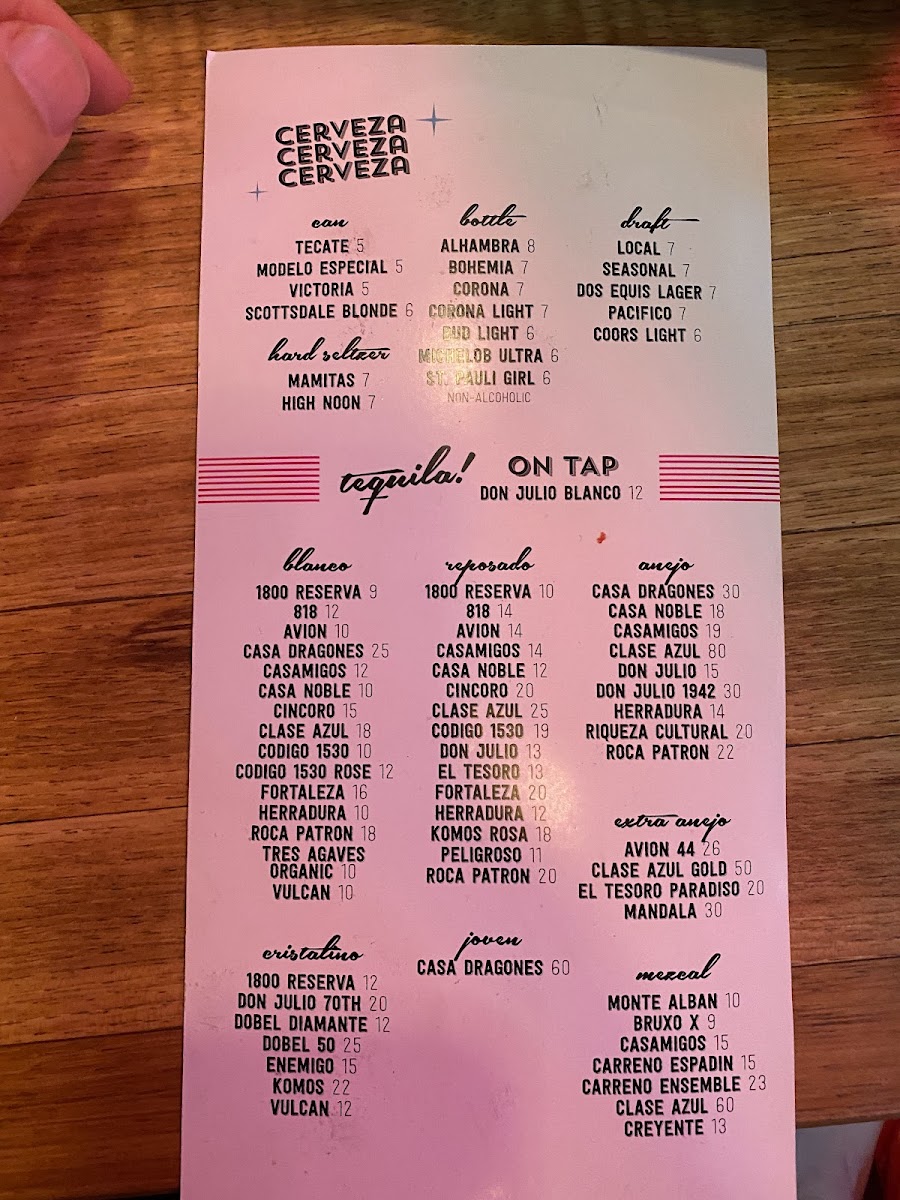 CERVEZA
CERVEZA
CERVEZA
can
TECATE 5
MODELO ESPECIAL 5
VICTORIA 5
SCOTTSDALE BLONDE 6
hard seltzer
MAMITAS 7
HIGH NOON 7
bottle
ALHAMBRA 8
BOHEMIA 7
CORONA 7
CORONA LIGHT 7
BUD LIGHT 6
MICHELOB ULTRA 6
ST. PAULI GIRL 6
NON-ALCOHOLIC
draft
LOCAL 7
SEASONAL 7
DOS EQUIS LAGER 7
PACIFICO 7
COORS LIGHT 6
tequila!
ON TAP
DON JULIO BLANCO 12
blanco
1800 RESERVA 9
818 12
AVION 10
CASA DRAGONES 25
CASAMIGOS 12
CASA NOBLE 10
CINCORO 15
CLASE AZUL 18
CODIGO 1530 10
CODIGO 1530 ROSE 12
FORTALEZA 16
HERRADURA 10
ROCA PATRON 18
TRES AGAVES
ORGANIC 10
VULCAN 10
cristalino
1800 RESERVA 12
DON JULIO 70TH 20
DOBEL DIAMANTE 12
DOBEL 50 25
ENEMIGO 15
KOMOS 22
VULCAN 12
reposado
1800 RESERVA 10
818 14
AVION 14
CASAMIGOS 14
CASA NOBLE 12
CINCORO 20
CLASE AZUL 25
CODIGO 1530 19
DON JULIO 13
EL TESORO 13
FORTALEZA 20
HERRADURA 12
KOMOS ROSA 18
PELIGROSO 11
ROCA PATRON 20
joven
CASA DRAGONES 60
anejo
CASA DRAGONES 30
CASA NOBLE 18
CASAMIGOS 19
CLASE AZUL 80
DON JULIO 15
DON JULIO 1942 30
HERRADURA 14
RIQUEZA CULTURAL 20
ROCA PATRON 22
extra anejo
AVION 44 26
CLASE AZUL GOLD 50
EL TESORO PARADISO 20
MANDALA 30
mezcal
MONTE ALBAN 10
BRUXO X 9
CASAMIGOS 15
CARRENO ESPADIN 15
CARRENO ENSEMBLE 23
CLASE AZUL 60
CREYENTE 13